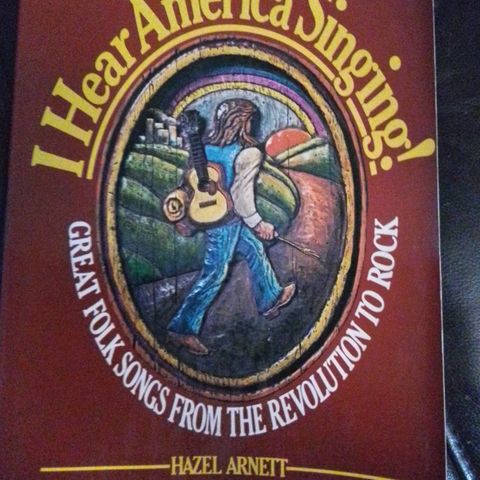 I Hear America Singing!
GREAT FOLK SONGS FROM THE REVOLUTION TO ROCK
HAZEL ARNETT